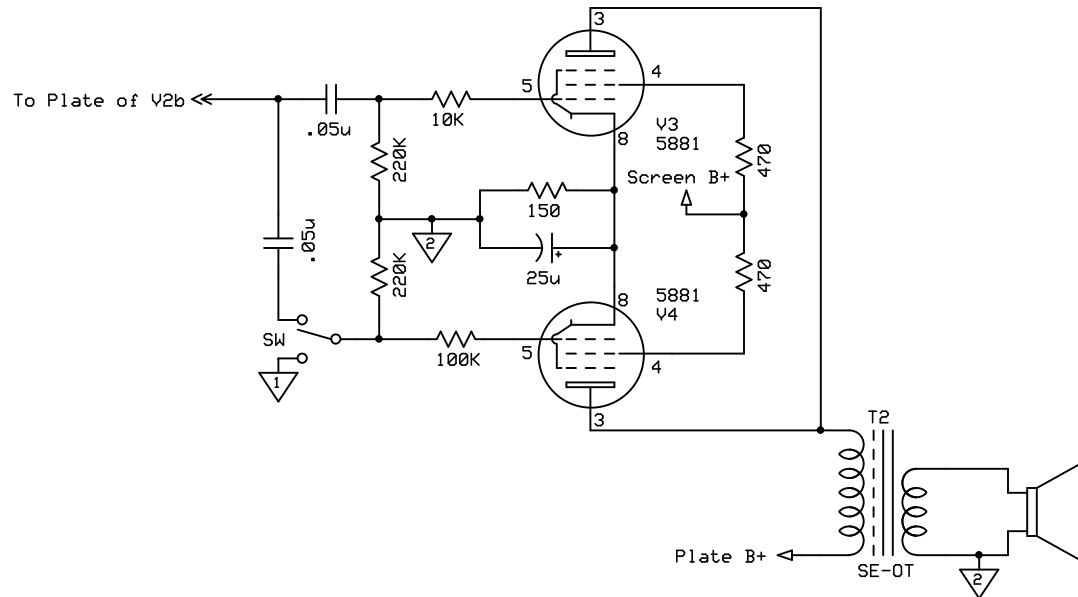 3
5
4
To Plate of V2b
.05u
10K
V3
5881
8
220K
470
Screen B+
150
2
.05u
+
25u
220K
470
8
5881
V4
SW
5
100K
4
1
3
T2
Plate B+
SE-OT
2